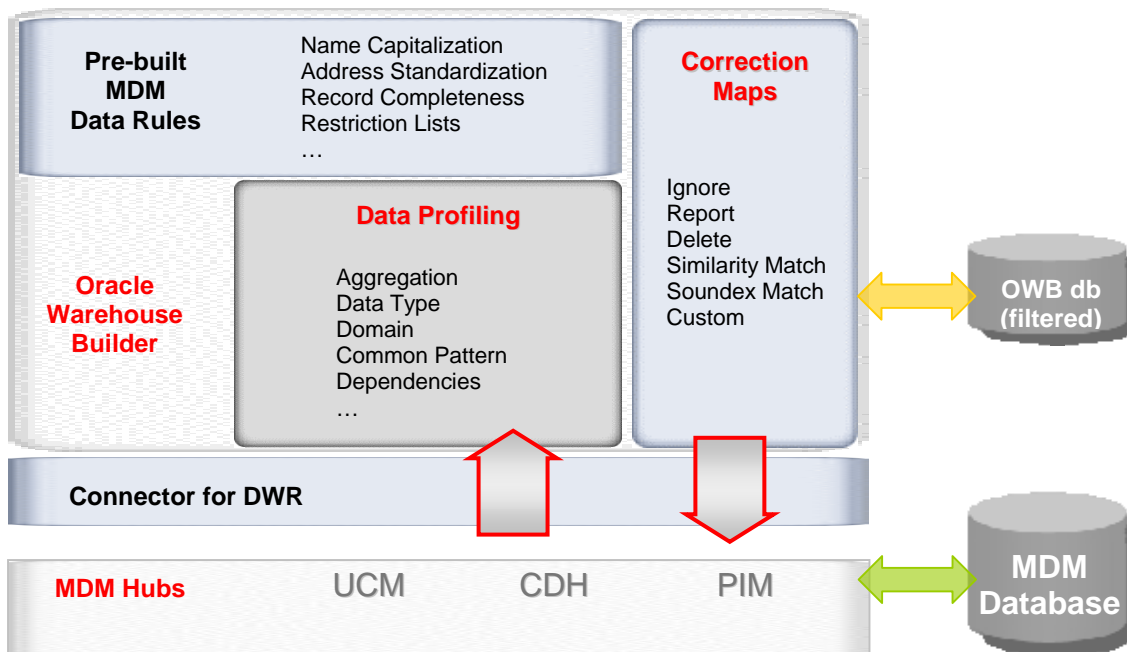 Pre-built
MDM
Data Rules
Name Capitalization
Address Standardization
Record Completeness
Restriction Lists
…
Correction
Maps
Ignore
Report
Delete
Similarity Match
Soundex Match
Custom
Data Profiling
Aggregation
Data Type
Domain
Common Pattern
Dependencies
…
Oracle
Warehouse
Builder
OWB db
(filtered)
Connector for DWR
MDM Hubs
UCM
CDH
PIM
MDM
Database